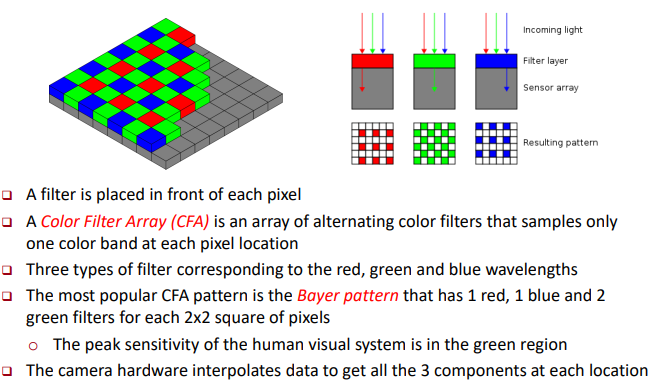 Incoming light
Filter layer
Sensor array
Resulting pattern
❑ A filter is placed in front of each pixel
❑ A Color Filter Array (CFA) is an array of alternating color filters that samples only
one color band at each pixel location
❑ Three types of filter corresponding to the red, green and blue wavelengths
❑ The most popular CFA pattern is the Bayer pattern that has 1 red, 1 blue and 2
green filters for each 2x2 square of pixels
o The peak sensitivity of the human visual system is in the green region
❑ The camera hardware interpolates data to get all the 3 components at each location